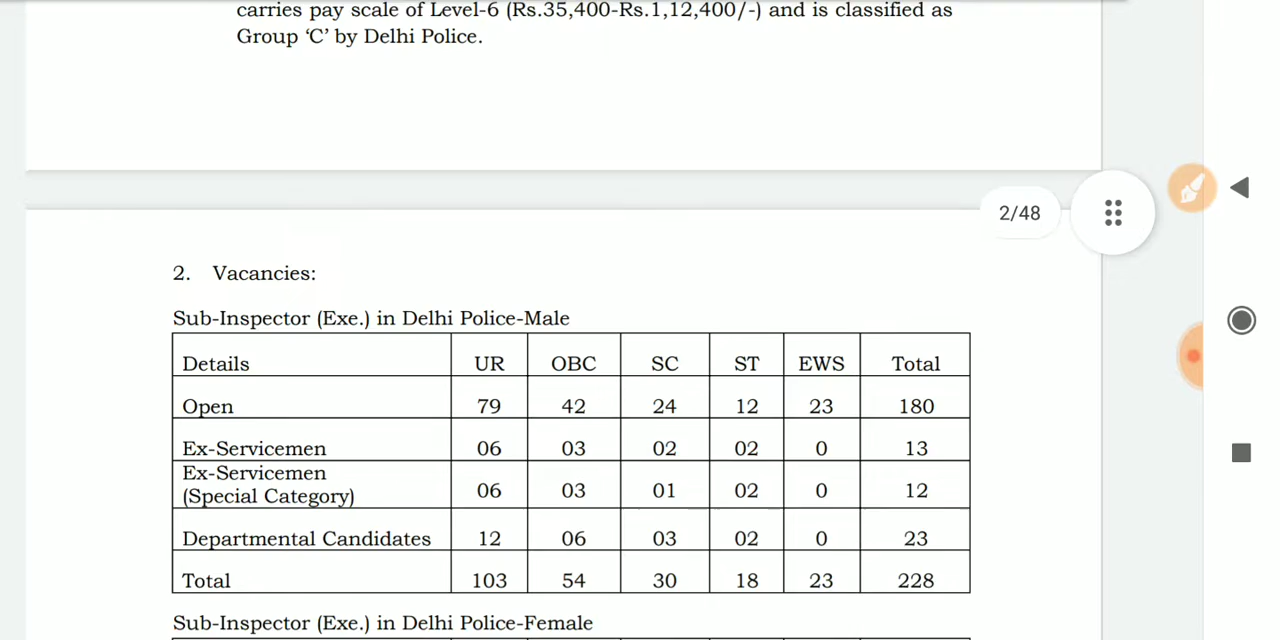 carries pay scale of Level-6 (Rs.35,400-Rs.1,12,400/-) and is classified as
Group ‘C’ by Delhi Police.
2/48
2. Vacancies:
Sub-Inspector (Exe.) in Delhi Police-Male
Details UR OBC SC ST EWS Total
Open 79 42 24 12 23 180
Ex-Servicemen 06 03 02 02 0 13
Ex-Servicemen
(Special Category) 06 03 01 02 0 12
Departmental Candidates 12 06 03 02 0 23
Total 103 54 30 18 23 228
Sub-Inspector (Exe.) in Delhi Police-Female